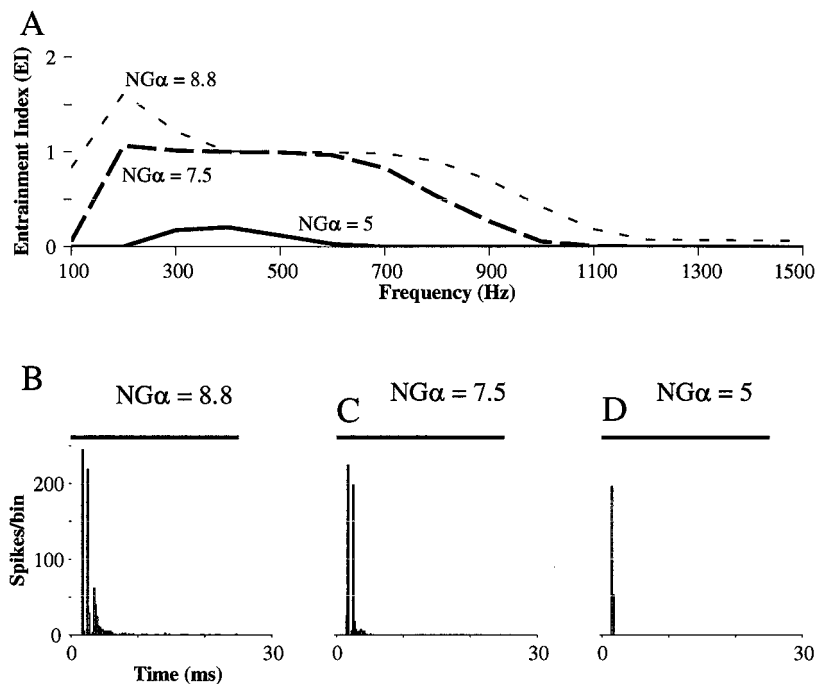 A
Entrainment Index (EI)
2
1
0
NGα = 8.8
NGα = 7.5
NGα = 5
100 300 500 700 900 1100 1300 1500
Frequency (Hz)
B NGα = 8.8
C NGα = 7.5
D NGα = 5
Spikes/bin
200
100
0
0 30
0 30
0 30
Time (ms)